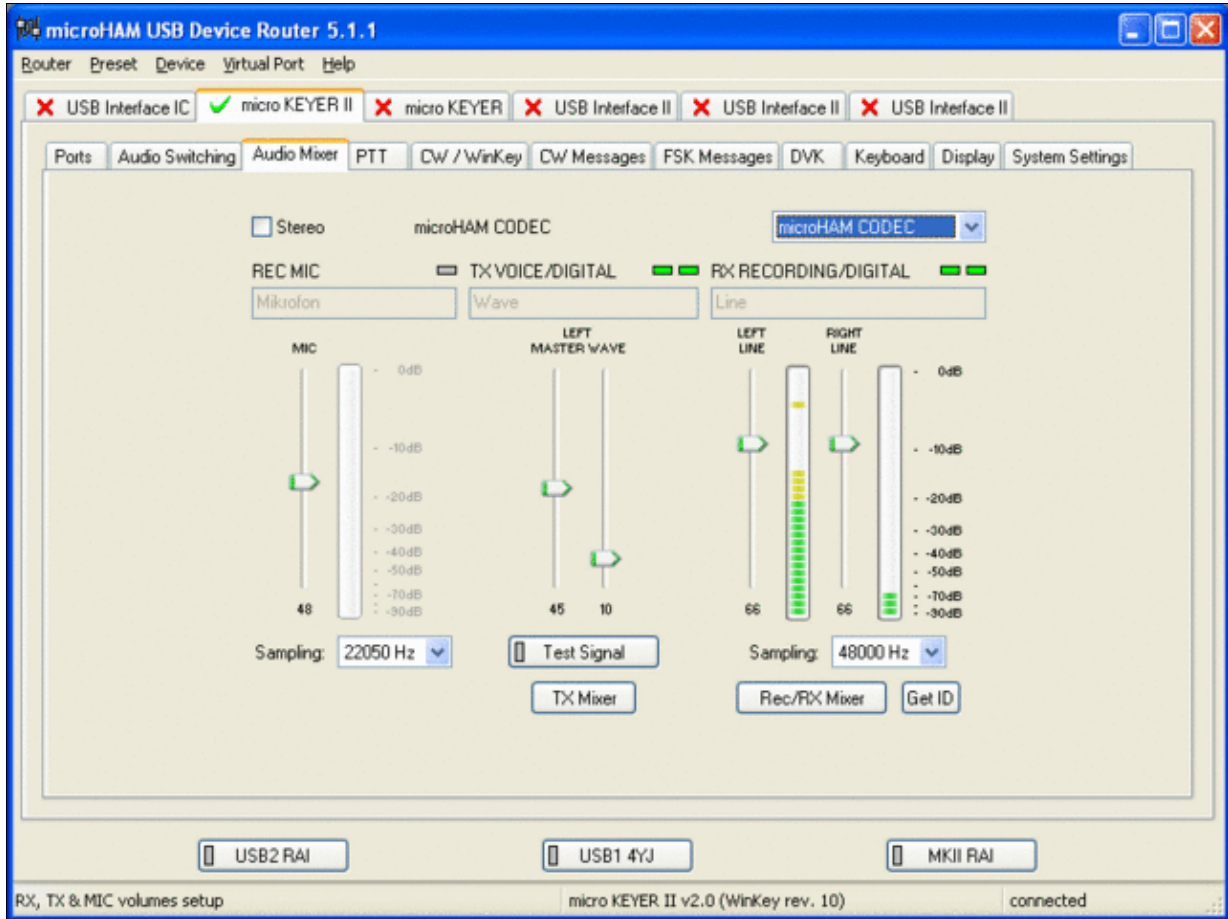 microHAM USB Device Router 5.1.1
Router Preset Device Virtual Port Help
USB Interface IC micro KEYER II micro KEYER USB Interface II USB Interface II USB Interface II
Ports Audio Switching Audio Mixer PTT CW / WinKey CW Messages FSK Messages DVK Keyboard Display System Settings
Stereo microHAM CODEC microHAM CODEC
REC MIC TX VOICE/DIGITAL RX RECORDING/DIGITAL
Mikrofon Wave Line
LEFT LEFT RIGHT
MIC MASTER WAVE LINE LINE
0dB 0dB
-10dB -10dB
-20dB -20dB
-30dB -30dB
-40dB -40dB
-50dB -50dB
-70dB -70dB
-90dB -90dB
48 45 10 66 66
Sampling: 22050 Hz Test Signal Sampling: 48000 Hz
TX Mixer Rec/RX Mixer Get ID
USB2 RAI USB1 4YJ MKII RAI
RX, TX & MIC volumes setup micro KEYER II v2.0 (WinKey rev. 10) connected